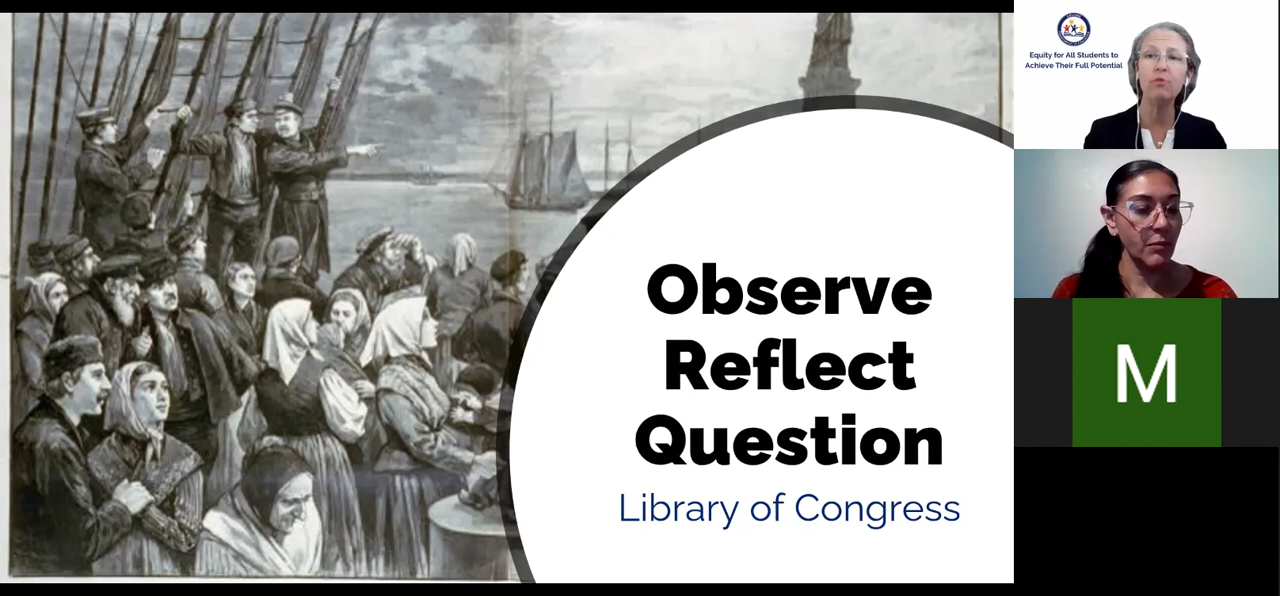 Observe
Reflect
Question
Library of Congress
Equity for All Students to
Achieve Their Full Potential
M